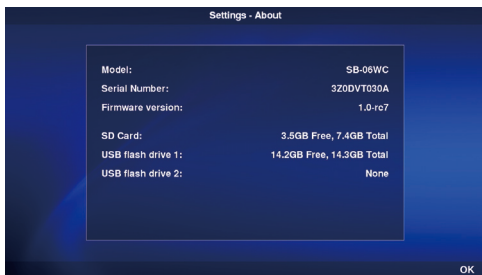 Settings - About
Model: SB-06WC
Serial Number: 3Z0DVT030A
Firmware version: 1.0-rc7
SD Card: 3.5GB Free, 7.4GB Total
USB flash drive 1: 14.2GB Free, 14.3GB Total
USB flash drive 2: None
OK